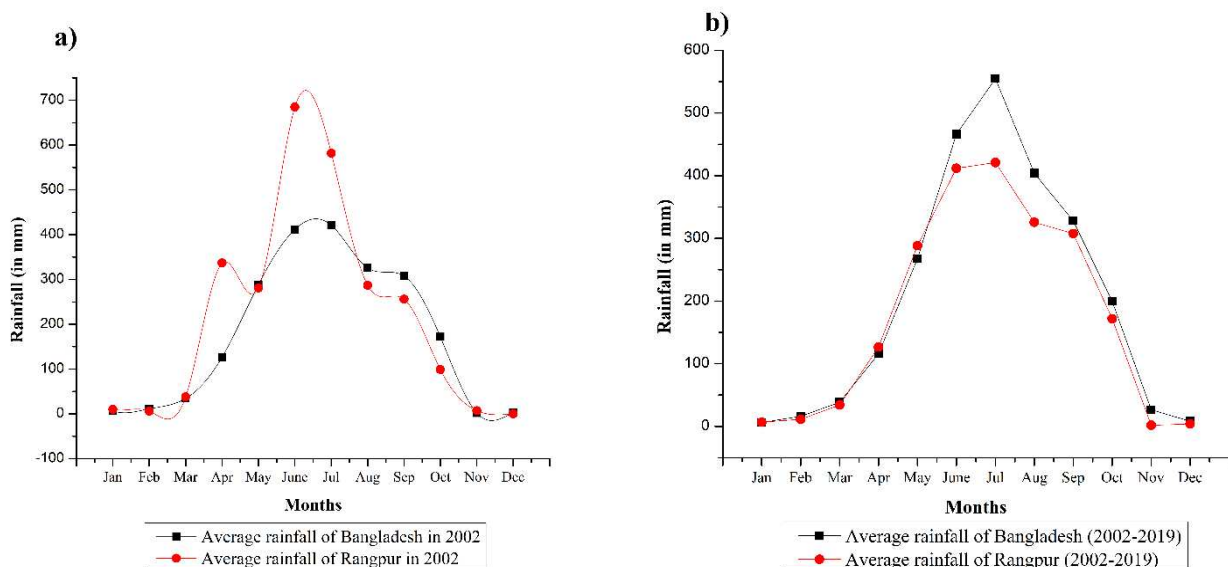 a)
Rainfall (in mm)
700
600
500
400
300
200
100
0
-100
Jan Feb Mar Apr May June Jul Aug Sep Oct Nov Dec
Months
Average rainfall of Bangladesh in 2002
Average rainfall of Rangpur in 2002
b)
Rainfall (in mm)
600
500
400
300
200
100
0
Jan Feb Mar Apr May June Jul Aug Sep Oct Nov Dec
Months
Average rainfall of Bangladesh (2002-2019)
Average rainfall of Rangpur (2002-2019)